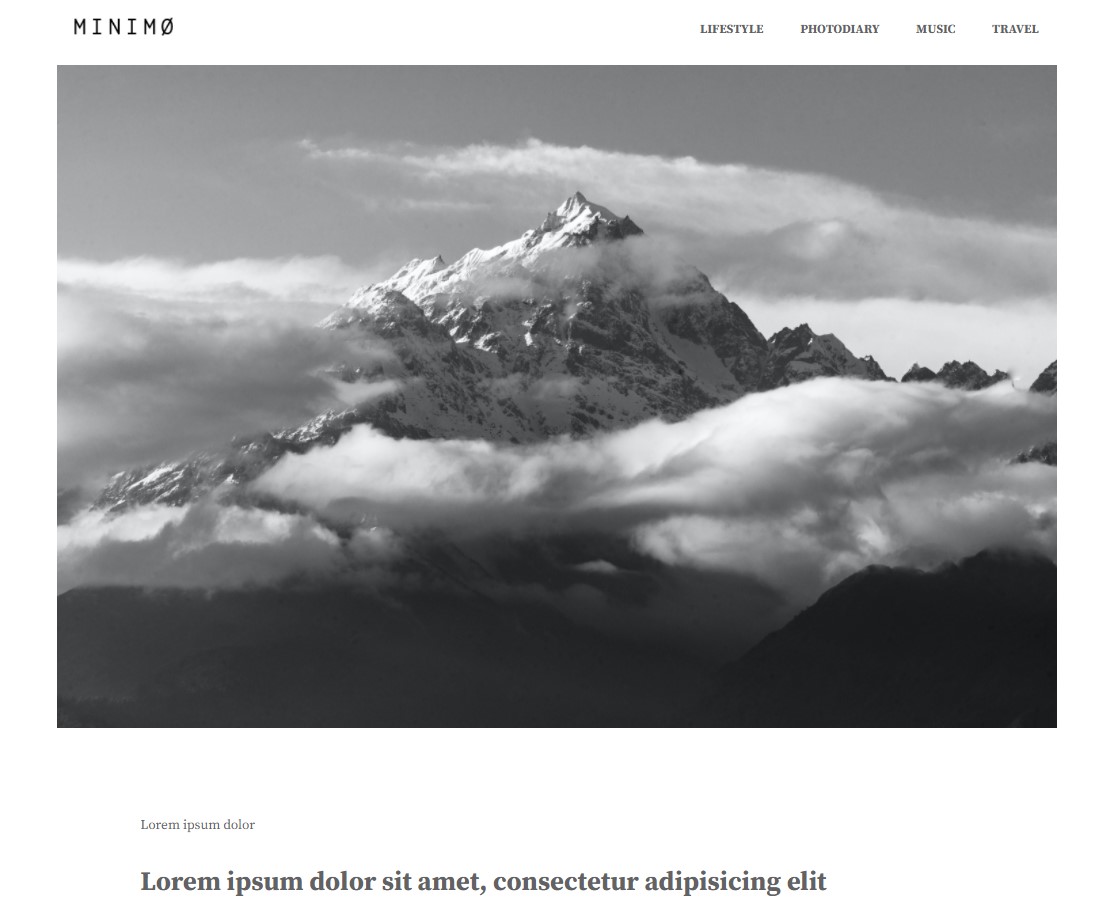 MINIMØ
LIFESTYLE PHOTODIARY MUSIC TRAVEL
Lorem ipsum dolor
Lorem ipsum dolor sit amet, consectetur adipisicing elit